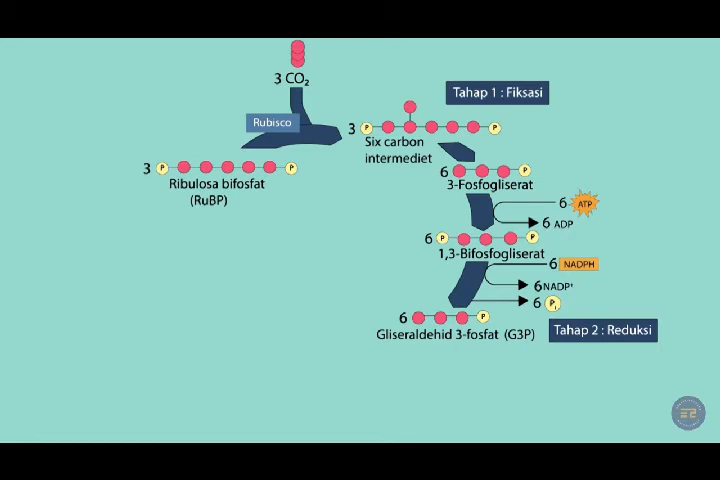 3 CO₂
Tahap 1 : Fiksasi
Rubisco
3 P P
Six carbon
intermediet
3 P P
Ribulosa bifosfat
(RuBP)
6 P
3-Fosfogliserat
6 ATP
6 ADP
6 P P
1,3-Bifosfogliserat
6 NADPH
6 NADP⁺
6 Pᵢ
6 P
Gliseraldehid 3-fosfat (G3P)
Tahap 2 : Reduksi